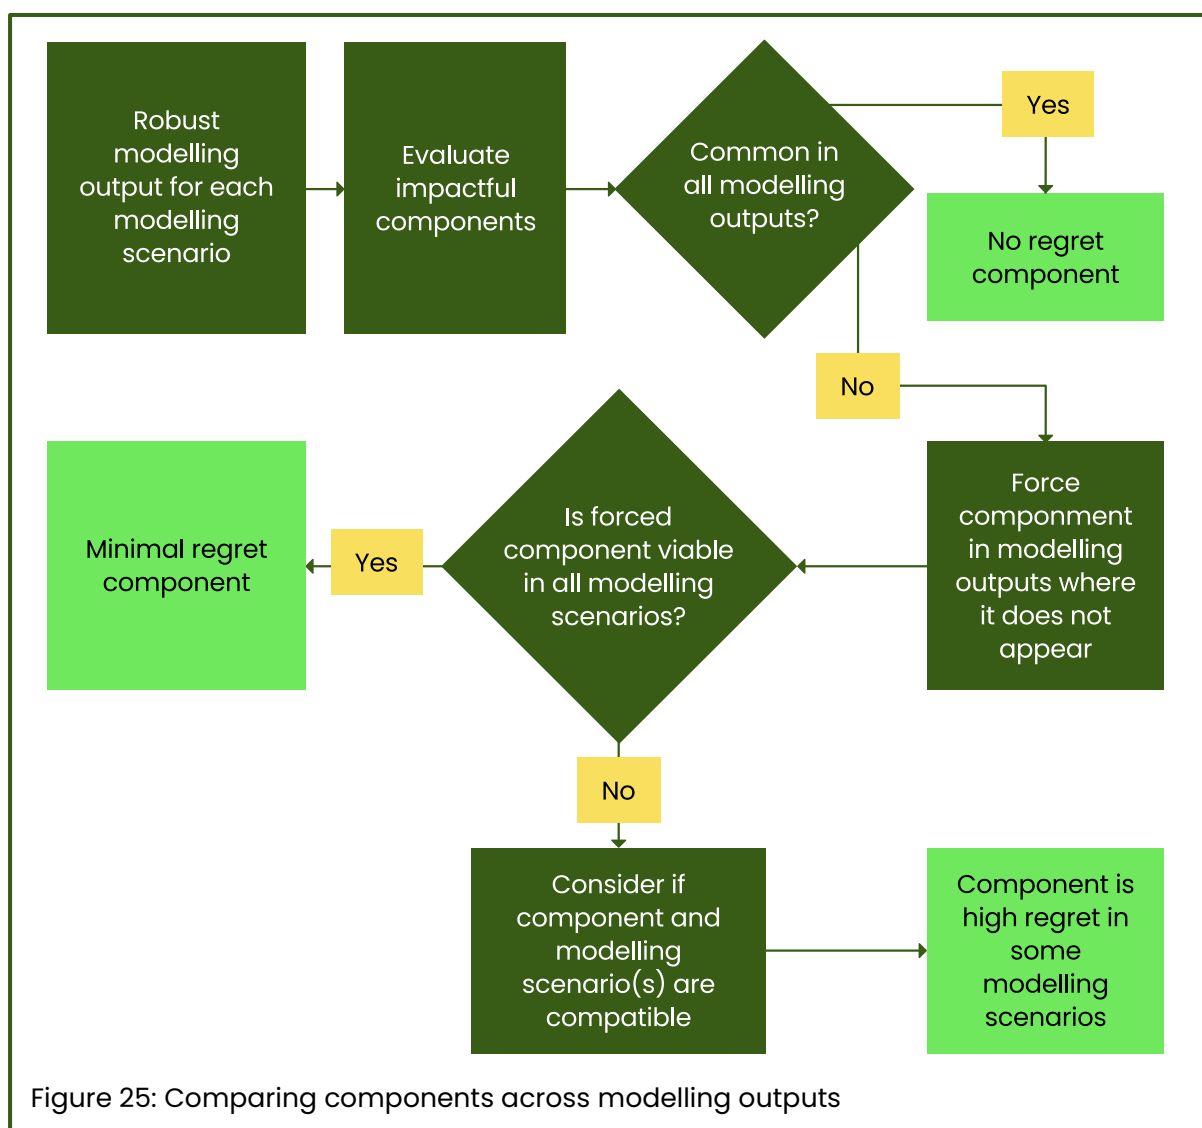 Robust
modelling
output for each
modelling
scenario
Evaluate
impactful
components
Common in
all modelling
outputs?
Yes
No regret
component
No
Force
componment
in modelling
outputs where
it does not
appear
Is forced
component viable
in all modelling
scenarios?
Yes
Minimal regret
component
No
Consider if
component and
modelling
scenario(s) are
compatible
Component is
high regret in
some
modelling
scenarios
Figure 25: Comparing components across modelling outputs